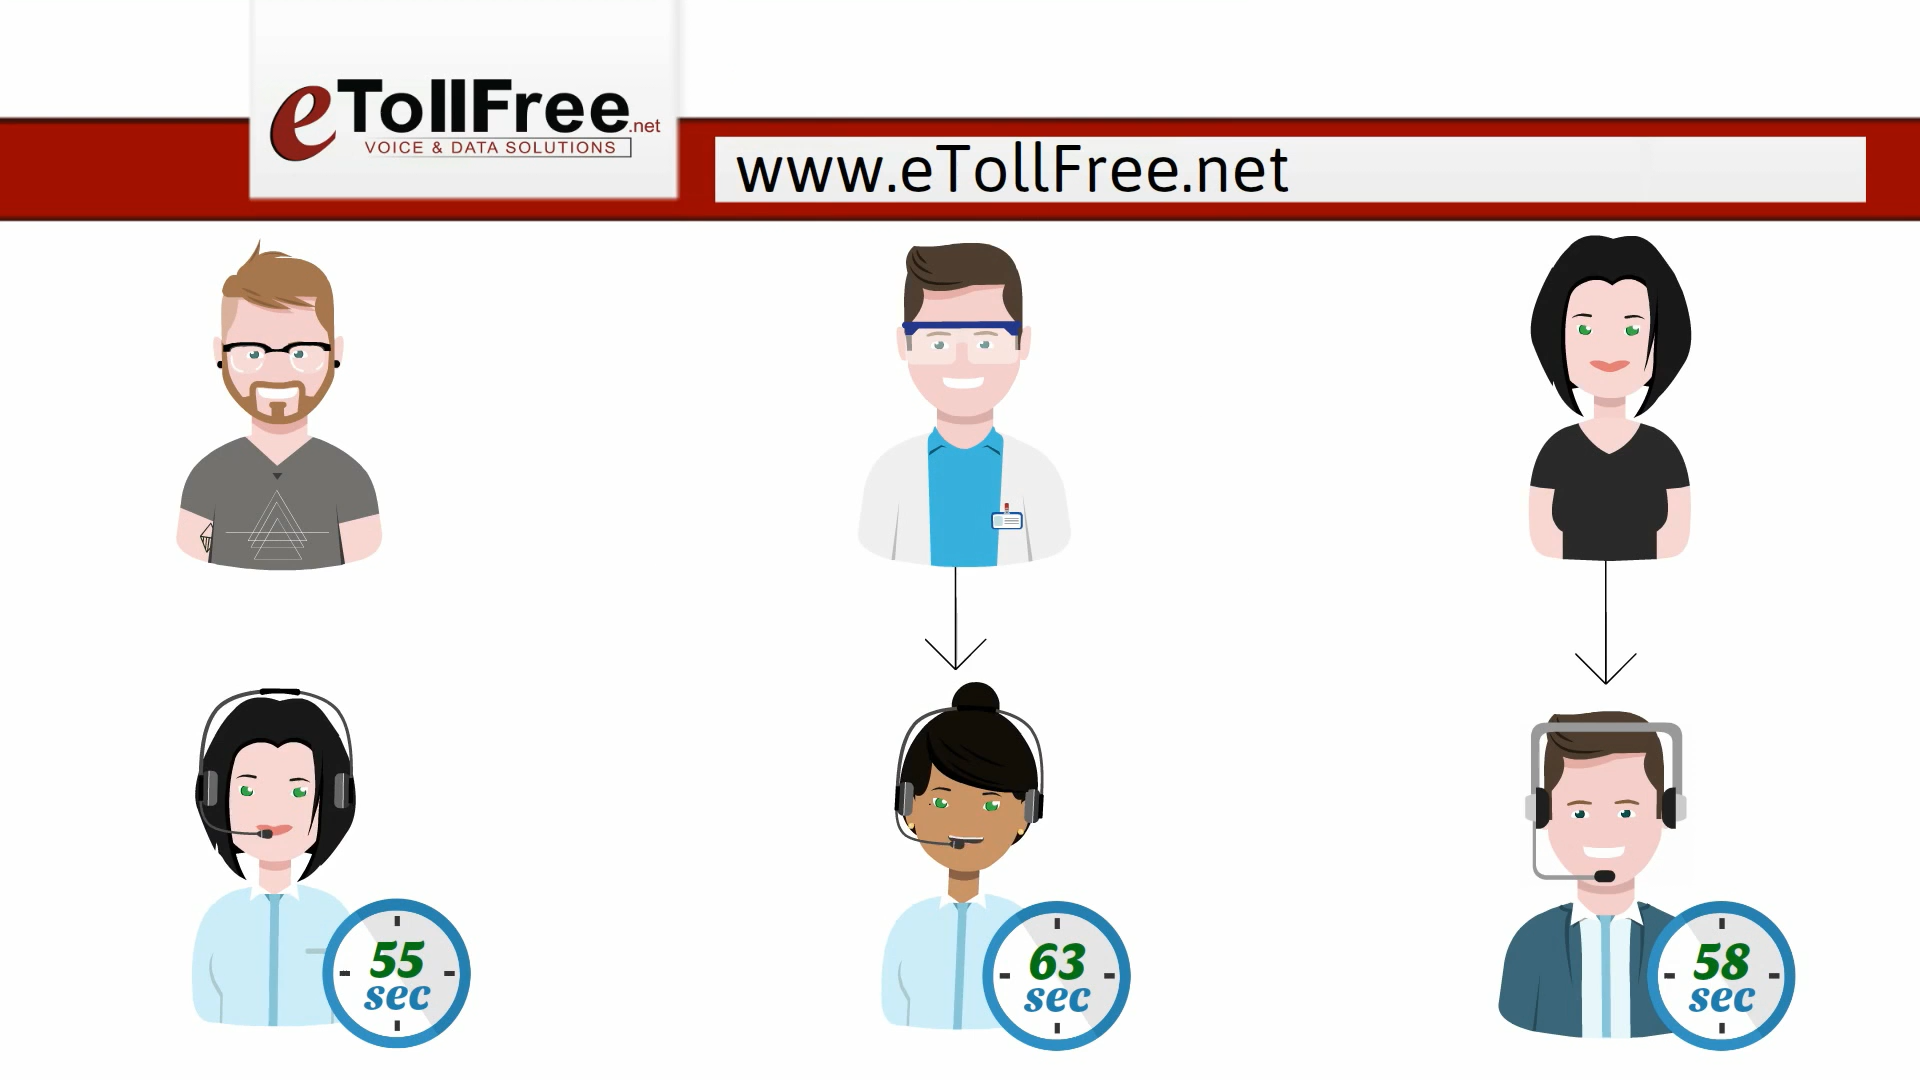 eTollFree.net
VOICE & DATA SOLUTIONS
www.eTollFree.net
55
sec
63
sec
58
sec